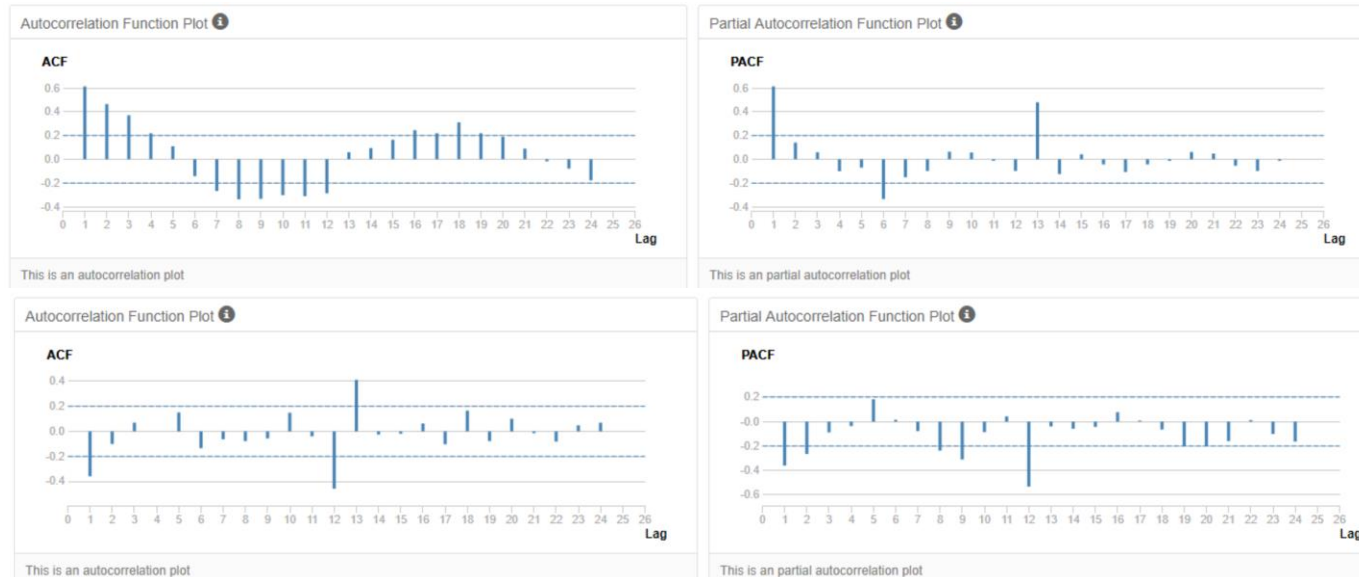 Autocorrelation Function Plot
Partial Autocorrelation Function Plot
ACF
PACF
0.6
0.4
0.2
0.0
-0.2
-0.4
0 1 2 3 4 5 6 7 8 9 10 11 12 13 14 15 16 17 18 19 20 21 22 23 24 25 26
Lag
0.6
0.4
0.2
0.0
-0.2
-0.4
0 1 2 3 4 5 6 7 8 9 10 11 12 13 14 15 16 17 18 19 20 21 22 23 24 25 26
Lag
This is an autocorrelation plot
This is an partial autocorrelation plot
Autocorrelation Function Plot
Partial Autocorrelation Function Plot
ACF
PACF
0.4
0.2
0.0
-0.2
-0.4
0 1 2 3 4 5 6 7 8 9 10 11 12 13 14 15 16 17 18 19 20 21 22 23 24 25 26
Lag
0.2
-0.0
-0.2
-0.4
-0.6
0 1 2 3 4 5 6 7 8 9 10 11 12 13 14 15 16 17 18 19 20 21 22 23 24 25 26
Lag
This is an autocorrelation plot
This is an partial autocorrelation plot